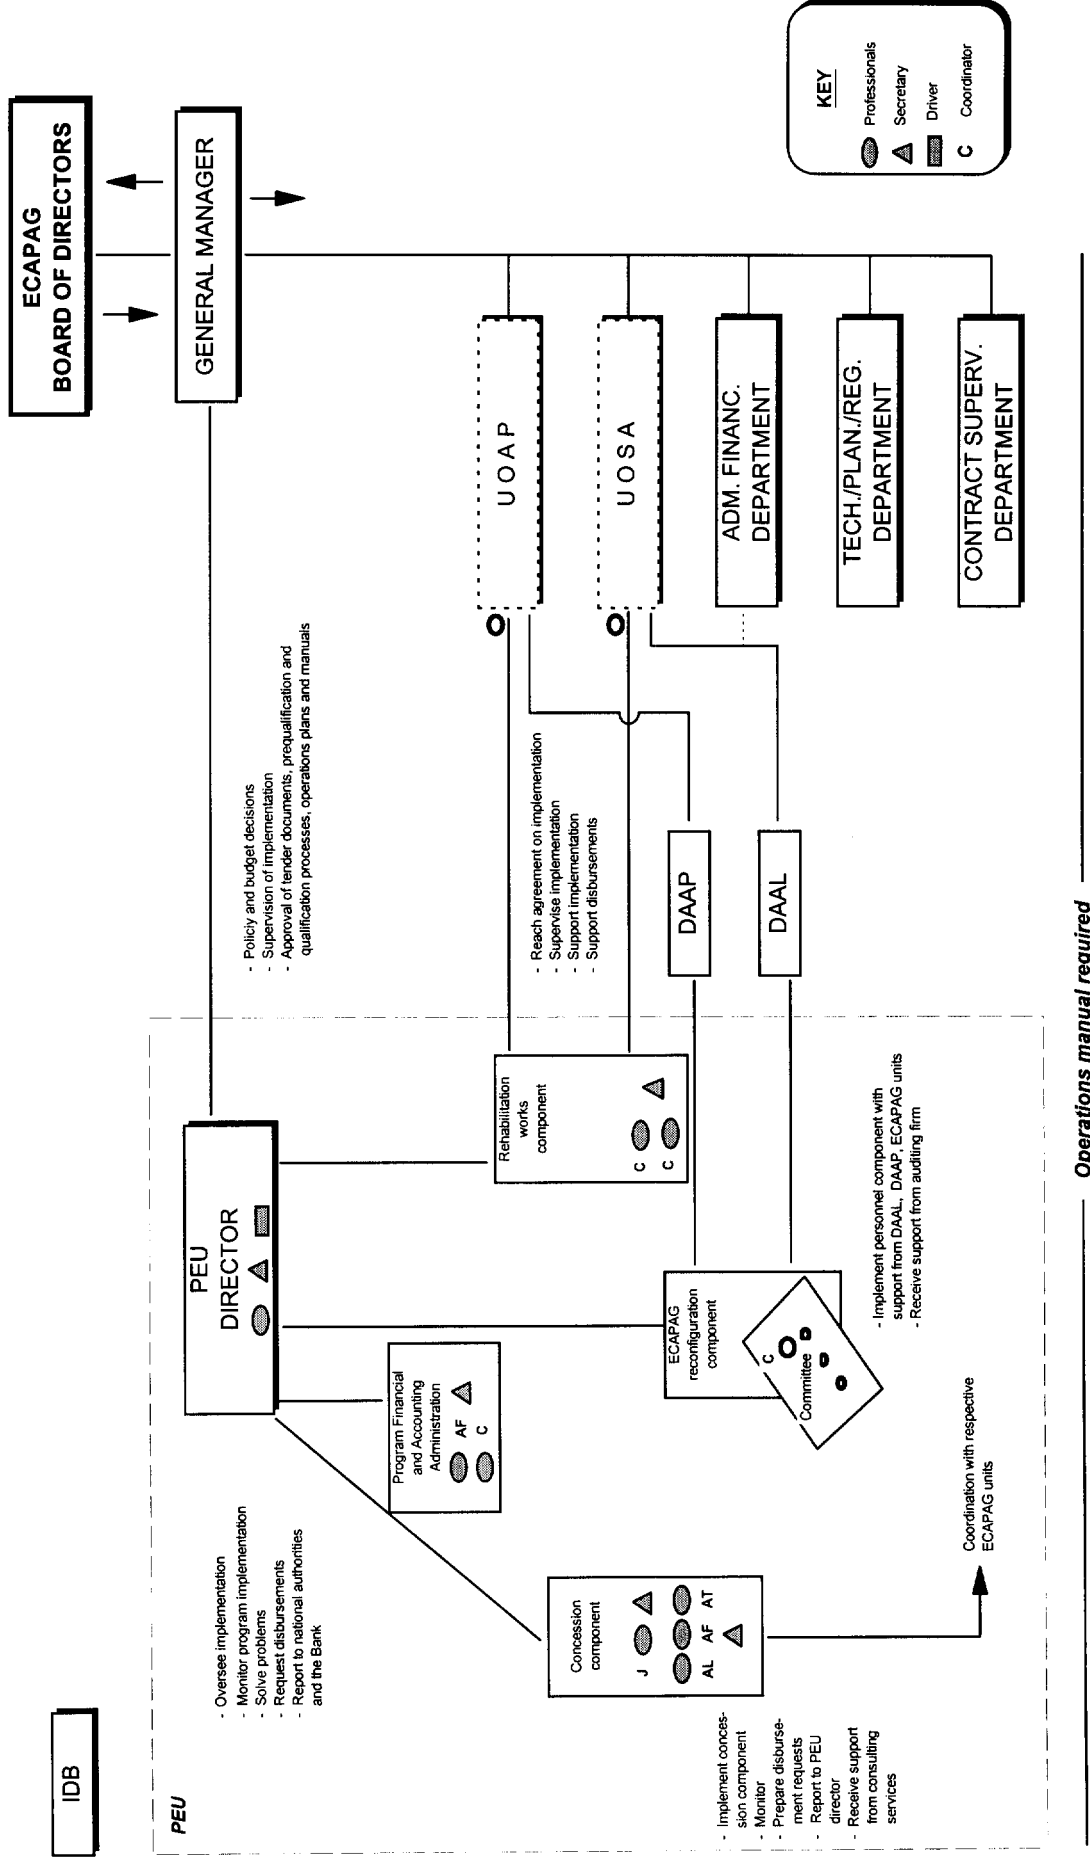 IDB
ECAPAG
BOARD OF DIRECTORS
GENERAL MANAGER
PEU
- Oversee implementation
- Monitor program implementation
- Solve problems
- Request disbursements
- Report to national authorities
and the Bank
PEU
DIRECTOR
- Policiy and budget decisions
- Supervision of implementation
- Approval of tender documents, prequalification and
qualification processes, operations plans and manuals
Program Financial
and Accounting
Administration
AF
C
Rehabilitation
works
component
C
C
- Reach agreement on implementation
- Supervise implementation
- Support implementation
- Support disbursements
U O A P
U O S A
ADM. FINANC.
DEPARTMENT
TECH./PLAN./REG.
DEPARTMENT
CONTRACT SUPERV.
DEPARTMENT
Concession
component
J
AL AF AT
ECAPAG
reconfiguration
component
C
Committee
DAAP
DAAL
- Implement conces-
sion component
- Monitor
- Prepare disburse-
ment requests
- Report to PEU
director
- Receive support
from consulting
services
Coordination with respective
ECAPAG units
- Implement personnel component with
support from DAAL, DAAP, ECAPAG units
- Receive support from auditing firm
KEY
Professionals
Secretary
Driver
C Coordinator
Operations manual required